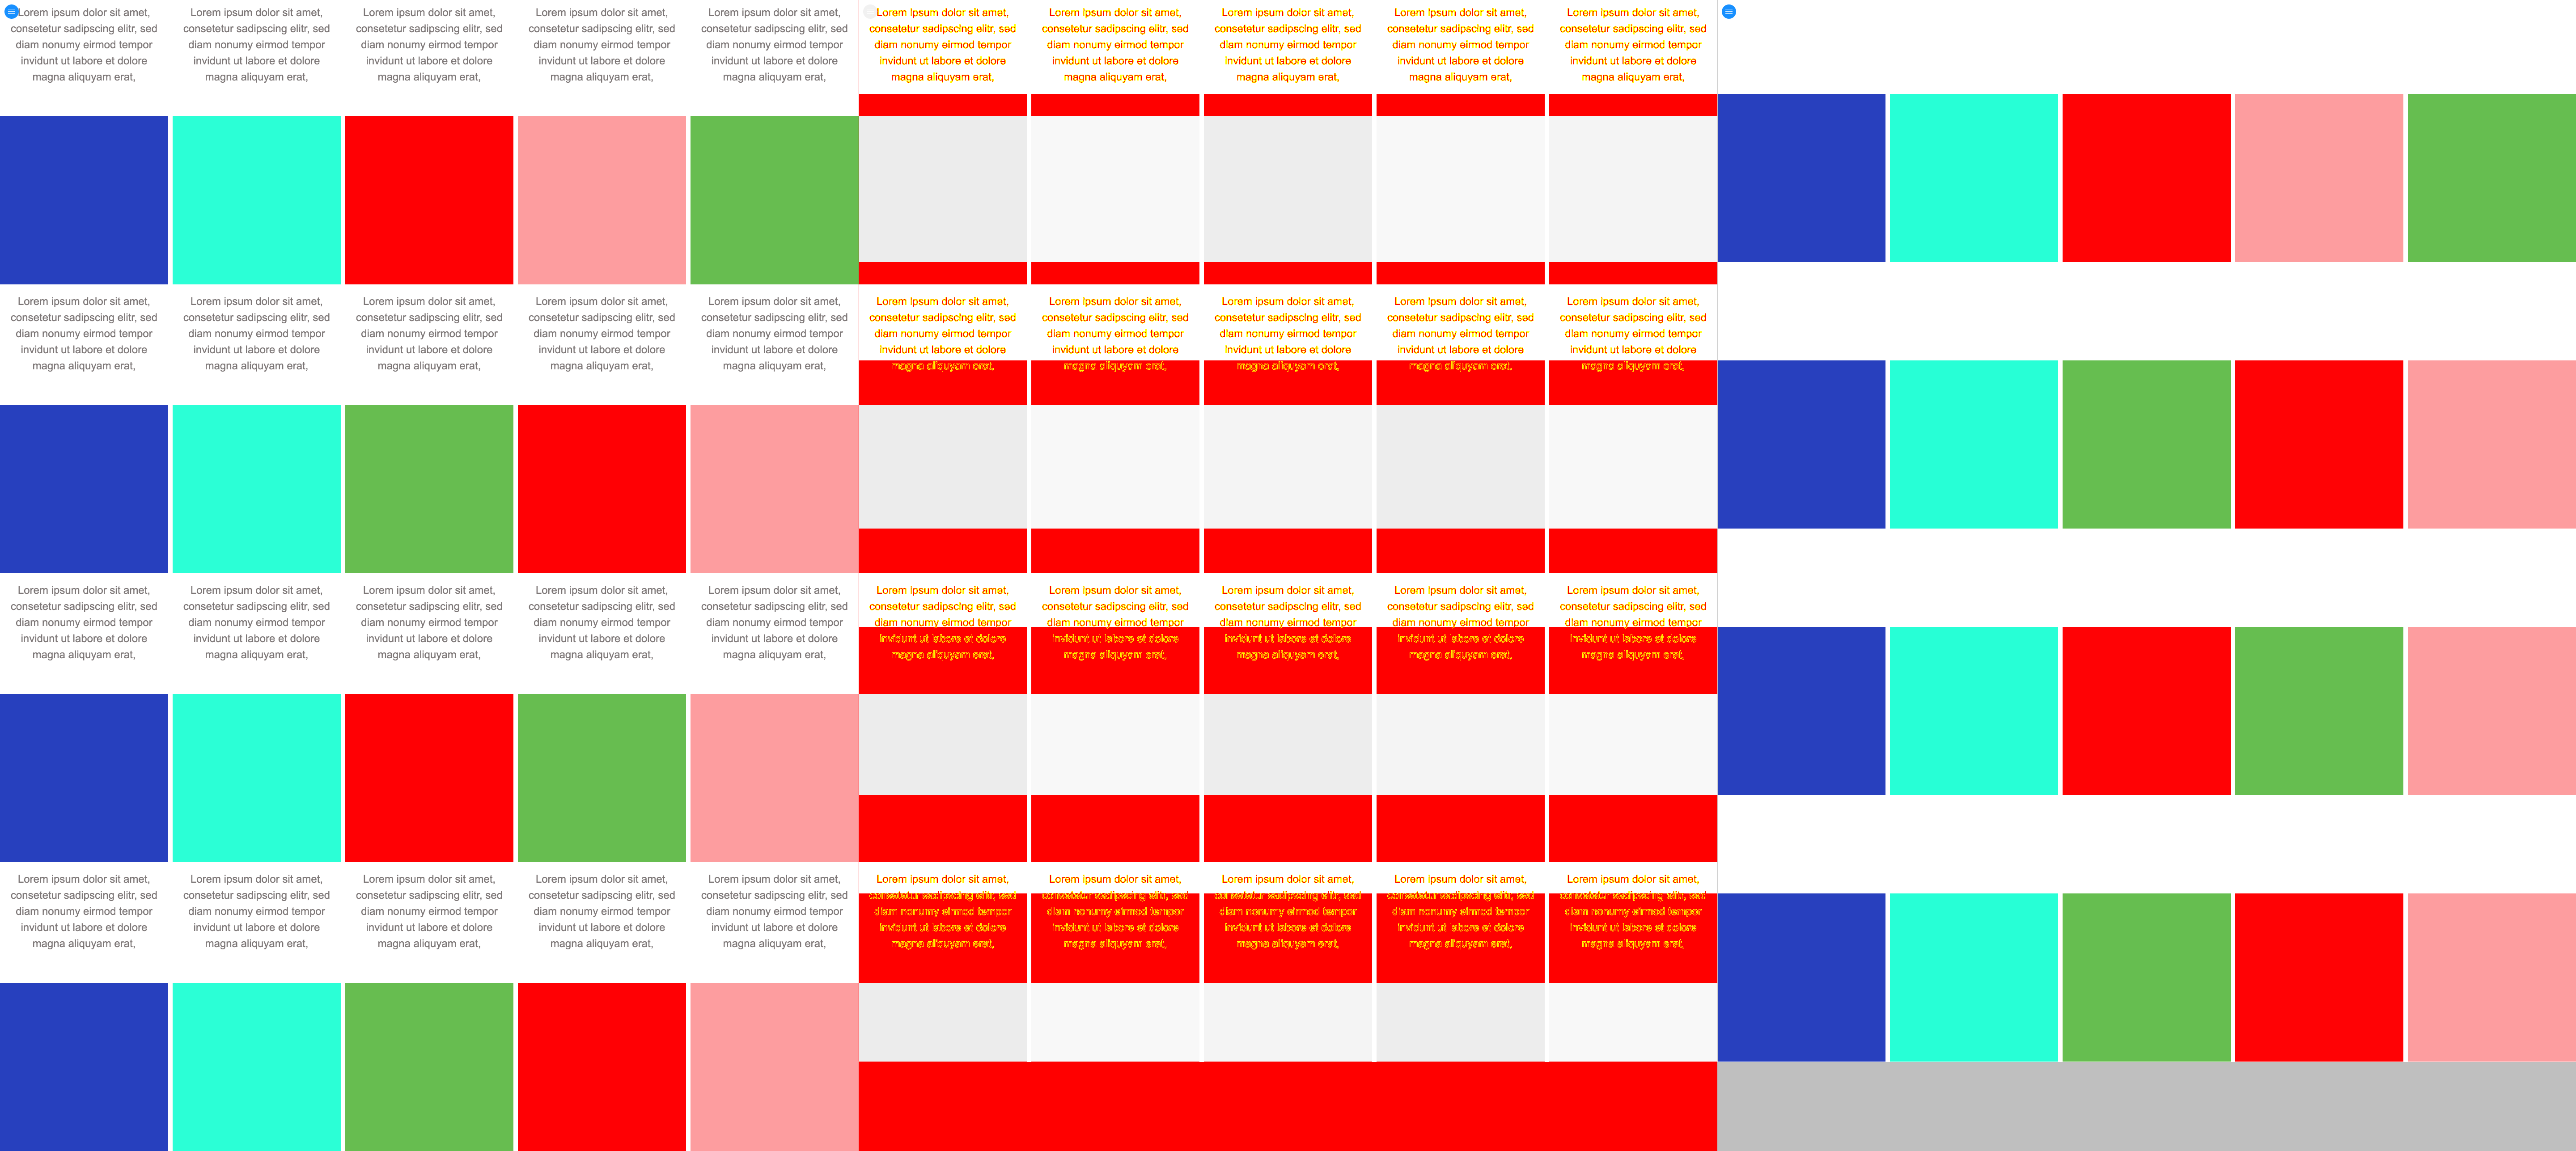 Lorem ipsum dolor sit amet,
consetetur sadipscing elitr, sed
diam nonumy eirmod tempor
invidunt ut labore et dolore
magna aliquyam erat,
Lorem ipsum dolor sit amet,
consetetur sadipscing elitr, sed
diam nonumy eirmod tempor
invidunt ut labore et dolore
magna aliquyam erat,
Lorem ipsum dolor sit amet,
consetetur sadipscing elitr, sed
diam nonumy eirmod tempor
invidunt ut labore et dolore
magna aliquyam erat,
Lorem ipsum dolor sit amet,
consetetur sadipscing elitr, sed
diam nonumy eirmod tempor
invidunt ut labore et dolore
magna aliquyam erat,
Lorem ipsum dolor sit amet,
consetetur sadipscing elitr, sed
diam nonumy eirmod tempor
invidunt ut labore et dolore
magna aliquyam erat,
Lorem ipsum dolor sit amet,
consetetur sadipscing elitr, sed
diam nonumy eirmod tempor
invidunt ut labore et dolore
magna aliquyam erat,
Lorem ipsum dolor sit amet,
consetetur sadipscing elitr, sed
diam nonumy eirmod tempor
invidunt ut labore et dolore
magna aliquyam erat,
Lorem ipsum dolor sit amet,
consetetur sadipscing elitr, sed
diam nonumy eirmod tempor
invidunt ut labore et dolore
magna aliquyam erat,
Lorem ipsum dolor sit amet,
consetetur sadipscing elitr, sed
diam nonumy eirmod tempor
invidunt ut labore et dolore
magna aliquyam erat,
Lorem ipsum dolor sit amet,
consetetur sadipscing elitr, sed
diam nonumy eirmod tempor
invidunt ut labore et dolore
magna aliquyam erat,
Lorem ipsum dolor sit amet,
consetetur sadipscing elitr, sed
diam nonumy eirmod tempor
invidunt ut labore et dolore
magna aliquyam erat,
Lorem ipsum dolor sit amet,
consetetur sadipscing elitr, sed
diam nonumy eirmod tempor
invidunt ut labore et dolore
magna aliquyam erat,
Lorem ipsum dolor sit amet,
consetetur sadipscing elitr, sed
diam nonumy eirmod tempor
invidunt ut labore et dolore
magna aliquyam erat,
Lorem ipsum dolor sit amet,
consetetur sadipscing elitr, sed
diam nonumy eirmod tempor
invidunt ut labore et dolore
magna aliquyam erat,
Lorem ipsum dolor sit amet,
consetetur sadipscing elitr, sed
diam nonumy eirmod tempor
invidunt ut labore et dolore
magna aliquyam erat,
Lorem ipsum dolor sit amet,
consetetur sadipscing elitr, sed
diam nonumy eirmod tempor
invidunt ut labore et dolore
magna aliquyam erat,
Lorem ipsum dolor sit amet,
consetetur sadipscing elitr, sed
diam nonumy eirmod tempor
invidunt ut labore et dolore
magna aliquyam erat,
Lorem ipsum dolor sit amet,
consetetur sadipscing elitr, sed
diam nonumy eirmod tempor
invidunt ut labore et dolore
magna aliquyam erat,
Lorem ipsum dolor sit amet,
consetetur sadipscing elitr, sed
diam nonumy eirmod tempor
invidunt ut labore et dolore
magna aliquyam erat,
Lorem ipsum dolor sit amet,
consetetur sadipscing elitr, sed
diam nonumy eirmod tempor
invidunt ut labore et dolore
magna aliquyam erat,
Lorem ipsum dolor sit amet,
consetetur sadipscing elitr, sed
diam nonumy eirmod tempor
invidunt ut labore et dolore
magna aliquyam erat,
Lorem ipsum dolor sit amet,
consetetur sadipscing elitr, sed
diam nonumy eirmod tempor
invidunt ut labore et dolore
magna aliquyam erat,
Lorem ipsum dolor sit amet,
consetetur sadipscing elitr, sed
diam nonumy eirmod tempor
invidunt ut labore et dolore
magna aliquyam erat,
Lorem ipsum dolor sit amet,
consetetur sadipscing elitr, sed
diam nonumy eirmod tempor
invidunt ut labore et dolore
magna aliquyam erat,
Lorem ipsum dolor sit amet,
consetetur sadipscing elitr, sed
diam nonumy eirmod tempor
invidunt ut labore et dolore
magna aliquyam erat,
Lorem ipsum dolor sit amet,
consetetur sadipscing elitr, sed
diam nonumy eirmod tempor
invidunt ut labore et dolore
magna aliquyam erat,
Lorem ipsum dolor sit amet,
consetetur sadipscing elitr, sed
diam nonumy eirmod tempor
invidunt ut labore et dolore
magna aliquyam erat,
Lorem ipsum dolor sit amet,
consetetur sadipscing elitr, sed
diam nonumy eirmod tempor
invidunt ut labore et dolore
magna aliquyam erat,
Lorem ipsum dolor sit amet,
consetetur sadipscing elitr, sed
diam nonumy eirmod tempor
invidunt ut labore et dolore
magna aliquyam erat,
Lorem ipsum dolor sit amet,
consetetur sadipscing elitr, sed
diam nonumy eirmod tempor
invidunt ut labore et dolore
magna aliquyam erat,
Lorem ipsum dolor sit amet,
consetetur sadipscing elitr, sed
diam nonumy eirmod tempor
invidunt ut labore et dolore
magna aliquyam erat,
Lorem ipsum dolor sit amet,
consetetur sadipscing elitr, sed
diam nonumy eirmod tempor
invidunt ut labore et dolore
magna aliquyam erat,
Lorem ipsum dolor sit amet,
consetetur sadipscing elitr, sed
diam nonumy eirmod tempor
invidunt ut labore et dolore
magna aliquyam erat,
Lorem ipsum dolor sit amet,
consetetur sadipscing elitr, sed
diam nonumy eirmod tempor
invidunt ut labore et dolore
magna aliquyam erat,
Lorem ipsum dolor sit amet,
consetetur sadipscing elitr, sed
diam nonumy eirmod tempor
invidunt ut labore et dolore
magna aliquyam erat,
Lorem ipsum dolor sit amet,
consetetur sadipscing elitr, sed
diam nonumy eirmod tempor
invidunt ut labore et dolore
magna aliquyam erat,
Lorem ipsum dolor sit amet,
consetetur sadipscing elitr, sed
diam nonumy eirmod tempor
invidunt ut labore et dolore
magna aliquyam erat,
Lorem ipsum dolor sit amet,
consetetur sadipscing elitr, sed
diam nonumy eirmod tempor
invidunt ut labore et dolore
magna aliquyam erat,
Lorem ipsum dolor sit amet,
consetetur sadipscing elitr, sed
diam nonumy eirmod tempor
invidunt ut labore et dolore
magna aliquyam erat,
Lorem ipsum dolor sit amet,
consetetur sadipscing elitr, sed
diam nonumy eirmod tempor
invidunt ut labore et dolore
magna aliquyam erat,